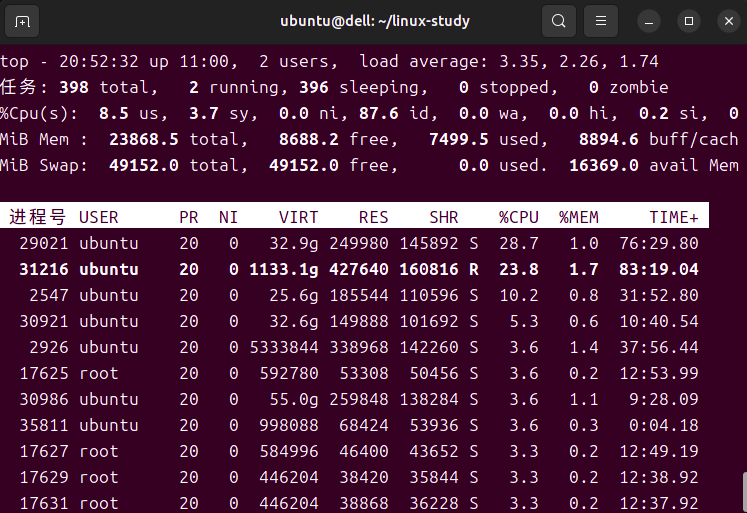 ubuntu@dell: ~/linux-study
top - 20:52:32 up 11:00,  2 users,  load average: 3.35, 2.26, 1.74
任务: 398 total,   2 running, 396 sleeping,   0 stopped,   0 zombie
%Cpu(s):  8.5 us,  3.7 sy,  0.0 ni, 87.6 id,  0.0 wa,  0.0 hi,  0.2 si,  0
MiB Mem :  23868.5 total,   8688.2 free,   7499.5 used,   8894.6 buff/cach
MiB Swap:  49152.0 total,  49152.0 free,      0.0 used.  16369.0 avail Mem
进程号 USER      PR  NI    VIRT    RES    SHR    %CPU  %MEM     TIME+
29021 ubuntu    20   0   32.9g 249980 145892 S  28.7   1.0  76:29.80
31216 ubuntu    20   0 1133.1g 427640 160816 R  23.8   1.7  83:19.04
2547 ubuntu    20   0   25.6g 185544 110596 S  10.2   0.8  31:52.80
30921 ubuntu    20   0   32.6g 149888 101692 S   5.3   0.6  10:40.54
2926 ubuntu    20   0 5333844 338968 142260 S   3.6   1.4  37:56.44
17625 root      20   0  592780  53308  50456 S   3.6   0.2  12:53.99
30986 ubuntu    20   0   55.0g 259848 138284 S   3.6   1.1   9:28.09
35811 ubuntu    20   0  998088  68424  53936 S   3.6   0.3   0:04.18
17627 root      20   0  584996  46400  43652 S   3.3   0.2  12:49.19
17629 root      20   0  446204  38420  35844 S   3.3   0.2  12:38.92
17631 root      20   0  446204  38868  36228 S   3.3   0.2  12:37.92